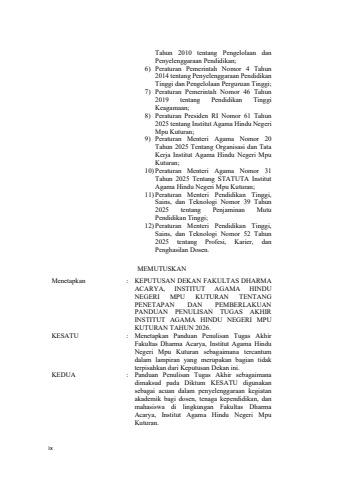 Tahun 2010 tentang Pengelolaan dan
Penyelenggaraan Pendidikan;
6) Peraturan Pemerintah Nomor 4 Tahun
2014 tentang Penyelenggaraan Pendidikan
Tinggi dan Pengelolaan Perguruan Tinggi;
7) Peraturan Pemerintah Nomor 46 Tahun
2019 tentang Pendidikan Tinggi
Keagamaan;
8) Peraturan Presiden RI Nomor 61 Tahun
2025 tentang Institut Agama Hindu Negeri
Mpu Kuturan;
9) Peraturan Menteri Agama Nomor 20
Tahun 2025 Tentang Organisasi dan Tata
Kerja Institut Agama Hindu Negeri Mpu
Kuturan;
10) Peraturan Menteri Agama Nomor 31
Tahun 2025 Tentang STATUTA Institut
Agama Hindu Negeri Mpu Kuturan;
11) Peraturan Menteri Pendidikan Tinggi,
Sains, dan Teknologi Nomor 39 Tahun
2025 tentang Penjaminan Mutu
Pendidikan Tinggi;
12) Peraturan Menteri Pendidikan Tinggi,
Sains, dan Teknologi Nomor 52 Tahun
2025 tentang Profesi, Karier, dan
Penghasilan Dosen.
MEMUTUSKAN
Menetapkan : KEPUTUSAN DEKAN FAKULTAS DHARMA
ACARYA, INSTITUT AGAMA HINDU
NEGERI MPU KUTURAN TENTANG
PENETAPAN DAN PEMBERLAKUAN
PANDUAN PENULISAN TUGAS AKHIR
INSTITUT AGAMA HINDU NEGERI MPU
KUTURAN TAHUN 2026.
KESATU : Menetapkan Panduan Penulisan Tugas Akhir
Fakultas Dharma Acarya, Institut Agama Hindu
Negeri Mpu Kuturan sebagaimana tercantum
dalam lampiran yang merupakan bagian tidak
terpisahkan dari Keputusan Dekan ini.
KEDUA : Panduan Penulisan Tugas Akhir sebagaimana
dimaksud pada Diktum KESATU digunakan
sebagai acuan dalam penyelenggaraan kegiatan
akademik bagi dosen, tenaga kependidikan, dan
mahasiswa di lingkungan Fakultas Dharma
Acarya, Institut Agama Hindu Negeri Mpu
Kuturan.
ix